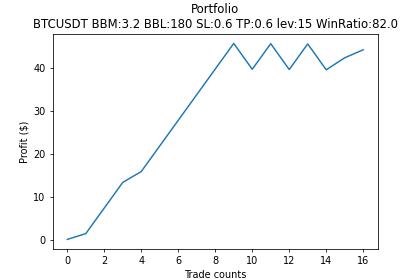 Portfolio
BTCUSDT BBM:3.2 BBL:180 SL:0.6 TP:0.6 lev:15 WinRatio:82.0
40
30
20
10
0
Profit ($)
0 2 4 6 8 10 12 14 16
Trade counts